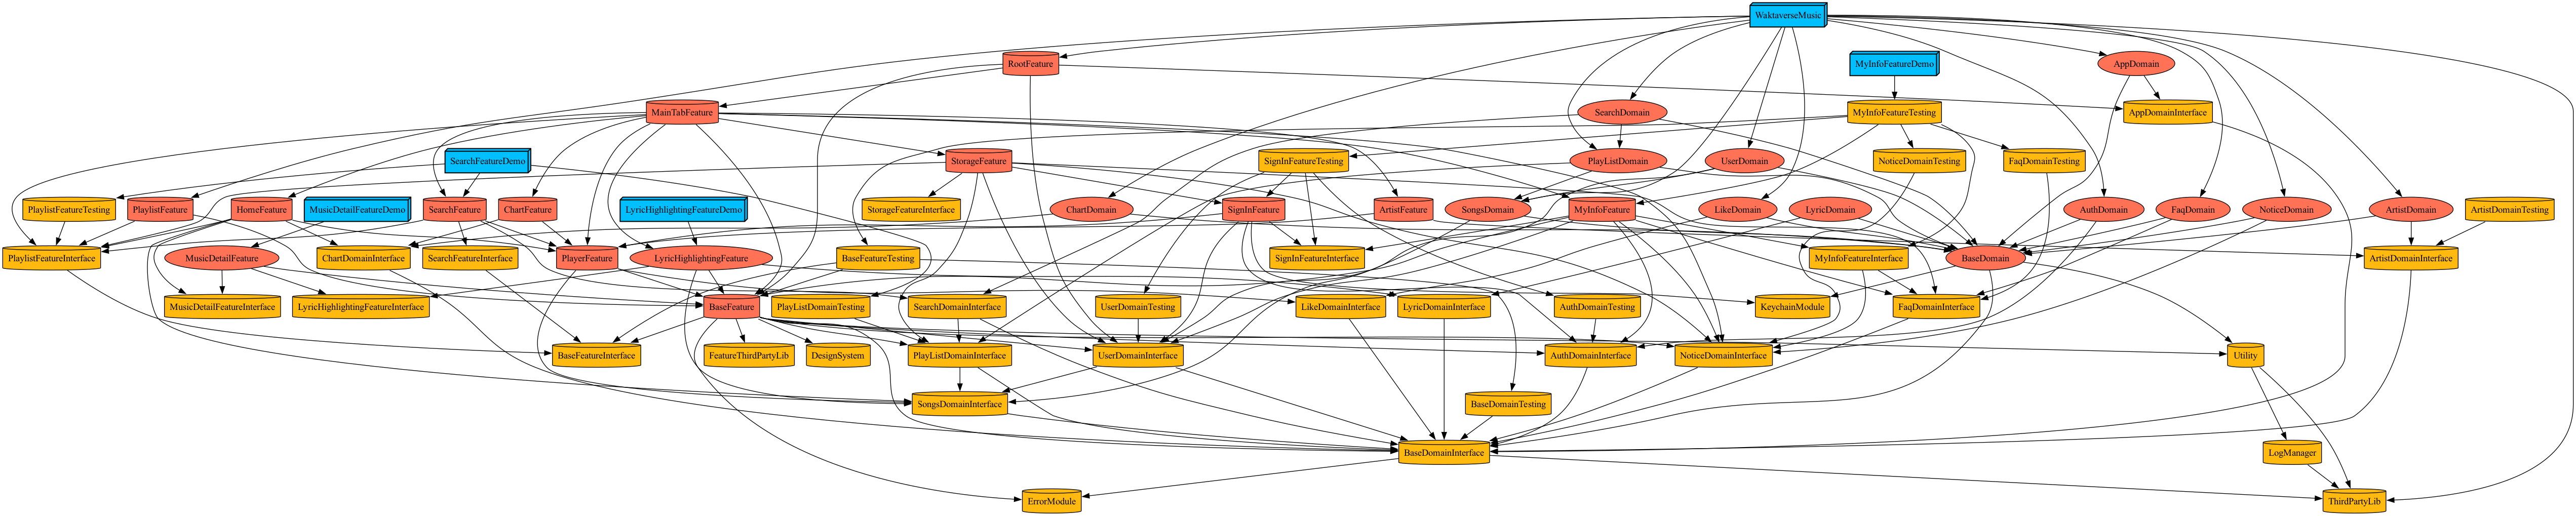 WaktaverseMusic
RootFeature
MyInfoFeatureDemo
AppDomain
MainTabFeature
SearchDomain
MyInfoFeatureTesting
AppDomainInterface
SearchFeatureDemo
StorageFeature
SignInFeatureTesting
PlayListDomain
UserDomain
NoticeDomainTesting
FaqDomainTesting
PlaylistFeatureTesting
PlaylistFeature
HomeFeature
MusicDetailFeatureDemo
SearchFeature
ChartFeature
LyricHighlightingFeatureDemo
StorageFeatureInterface
ChartDomain
SignInFeature
ArtistFeature
SongsDomain
MyInfoFeature
LikeDomain
LyricDomain
AuthDomain
FaqDomain
NoticeDomain
ArtistDomain
ArtistDomainTesting
PlaylistFeatureInterface
MusicDetailFeature
ChartDomainInterface
SearchFeatureInterface
PlayerFeature
LyricHighlightingFeature
BaseFeatureTesting
SignInFeatureInterface
MyInfoFeatureInterface
BaseDomain
ArtistDomainInterface
MusicDetailFeatureInterface
LyricHighlightingFeatureInterface
BaseFeature
PlayListDomainTesting
SearchDomainInterface
UserDomainTesting
AuthDomainTesting
LikeDomainInterface
LyricDomainInterface
KeychainModule
FaqDomainInterface
BaseFeatureInterface
FeatureThirdPartyLib
DesignSystem
PlayListDomainInterface
UserDomainInterface
AuthDomainInterface
NoticeDomainInterface
Utility
SongsDomainInterface
BaseDomainTesting
BaseDomainInterface
LogManager
ErrorModule
ThirdPartyLib